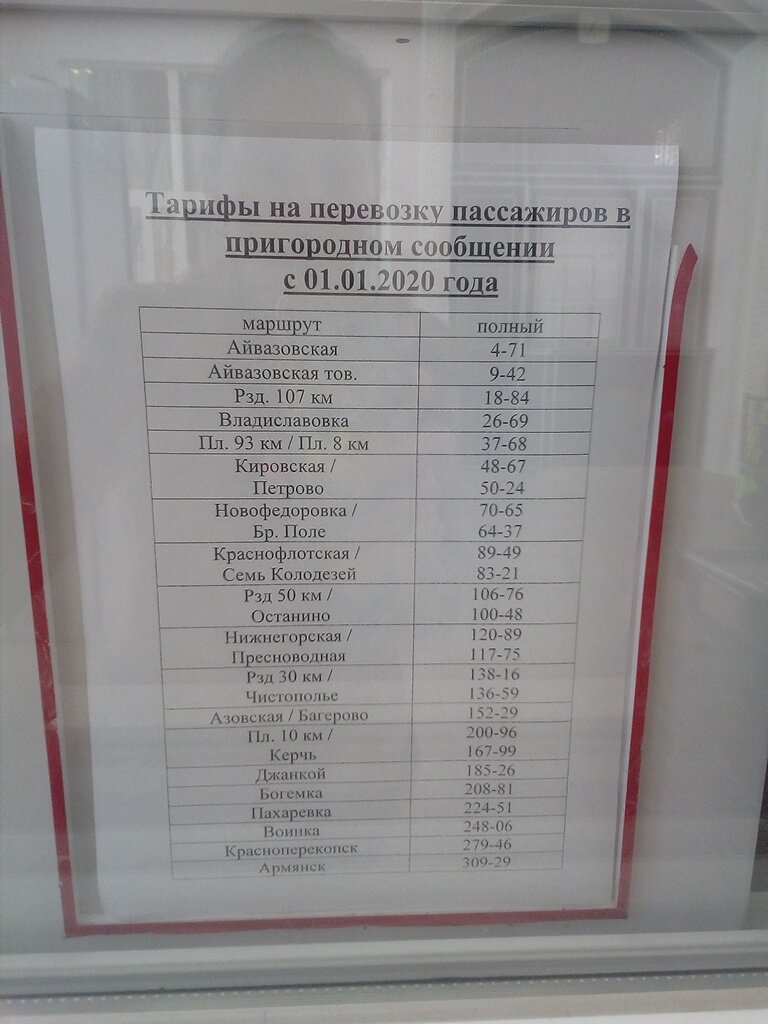 Тарифы на перевозку пассажиров в
пригородном сообщении
с 01.01.2020 года
маршрут полный
Айвазовская 4-71
Айвазовская тов. 9-42
Рзд. 107 км 18-84
Владиславовка 26-69
Пл. 93 км / Пл. 8 км 37-68
Кировская / 48-67
Петрово 50-24
Новофедоровка / 70-65
Бр. Поле 64-37
Краснофлотская / 89-49
Семь Колодезей 83-21
Рзд 50 км / 106-76
Останино 100-48
Нижнегорская / 120-89
Пресноводная 117-75
Рзд 30 км / 138-16
Чистополье 136-59
Азовская / Багерово 152-29
Пл. 10 км / 200-96
Керчь 167-99
Джанкой 185-26
Богемка 208-81
Пахаревка 224-51
Воинка 248-06
Красноперекопск 279-46
Армянск 309-29